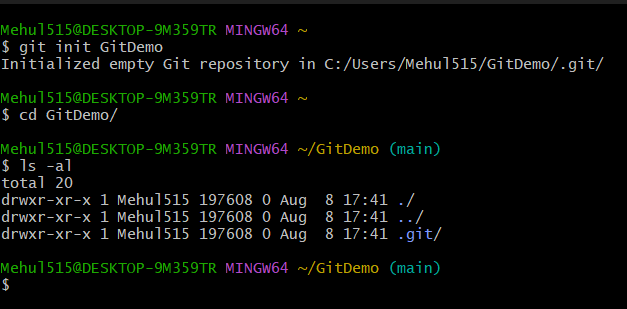 Mehul515@DESKTOP-9M359TR MINGW64 ~
$ git init GitDemo
Initialized empty Git repository in C:/Users/Mehul515/GitDemo/.git/
Mehul515@DESKTOP-9M359TR MINGW64 ~
$ cd GitDemo/
Mehul515@DESKTOP-9M359TR MINGW64 ~/GitDemo (main)
$ ls -al
total 20
drwxr-xr-x 1 Mehul515 197608 0 Aug  8 17:41 ./
drwxr-xr-x 1 Mehul515 197608 0 Aug  8 17:41 ../
drwxr-xr-x 1 Mehul515 197608 0 Aug  8 17:41 .git/
Mehul515@DESKTOP-9M359TR MINGW64 ~/GitDemo (main)
$